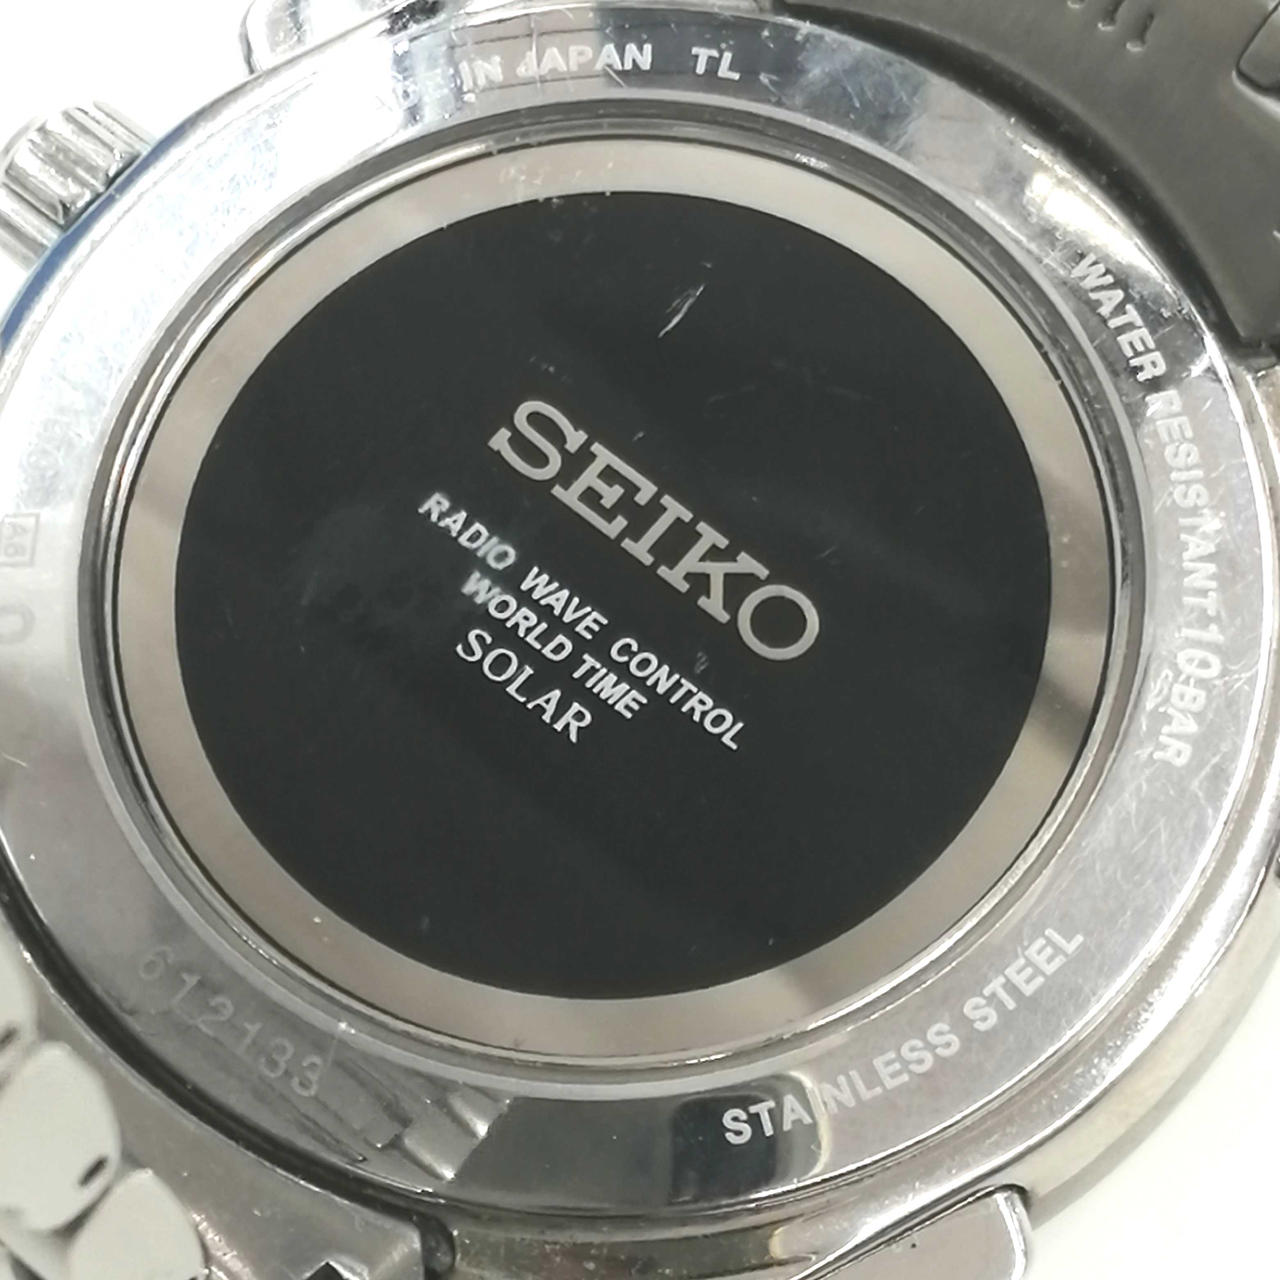 IN JAPAN TL
WATER RESISTANT 10 BAR
SEIKO
RADIO WAVE CONTROL
WORLD TIME
SOLAR
STAINLESS STEEL
612133